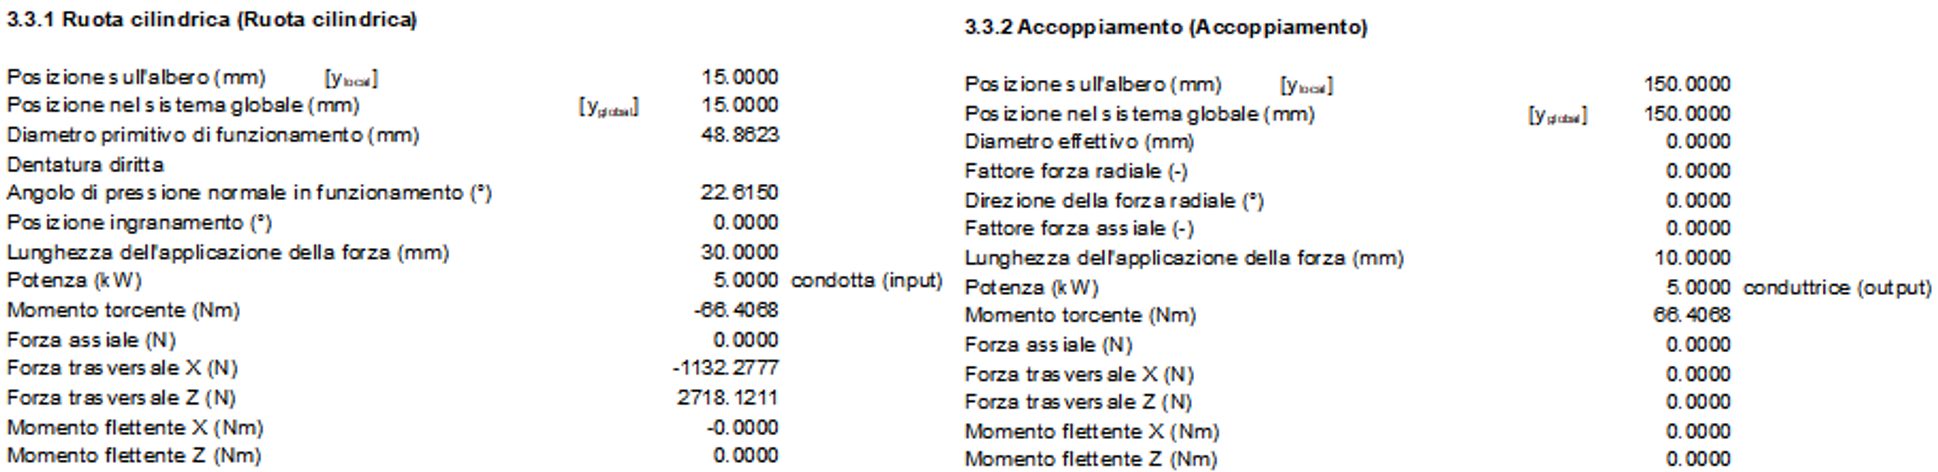 3.3.1 Ruota cilindrica (Ruota cilindrica)
Posizione sull'albero (mm) [ylocal] 15.0000
Posizione nel sistema globale (mm) [yglobal] 15.0000
Diametro primitivo di funzionamento (mm) 48.8623
Dentatura diritta
Angolo di pressione normale in funzionamento (°) 22.6150
Posizione ingranamento (°) 0.0000
Lunghezza dell'applicazione della forza (mm) 30.0000
Potenza (kW) 5.0000 condotta (input)
Momento torcente (Nm) -66.4068
Forza assiale (N) 0.0000
Forza trasversale X (N) -1132.2777
Forza trasversale Z (N) 2718.1211
Momento flettente X (Nm) -0.0000
Momento flettente Z (Nm) 0.0000
3.3.2 Accoppiamento (Accoppiamento)
Posizione sull'albero (mm) [ylocal] 150.0000
Posizione nel sistema globale (mm) [yglobal] 150.0000
Diametro effettivo (mm) 0.0000
Fattore forza radiale (-) 0.0000
Direzione della forza radiale (°) 0.0000
Fattore forza assiale (-) 0.0000
Lunghezza dell'applicazione della forza (mm) 10.0000
Potenza (kW) 5.0000 conduttrice (output)
Momento torcente (Nm) 66.4068
Forza assiale (N) 0.0000
Forza trasversale X (N) 0.0000
Forza trasversale Z (N) 0.0000
Momento flettente X (Nm) 0.0000
Momento flettente Z (Nm) 0.0000